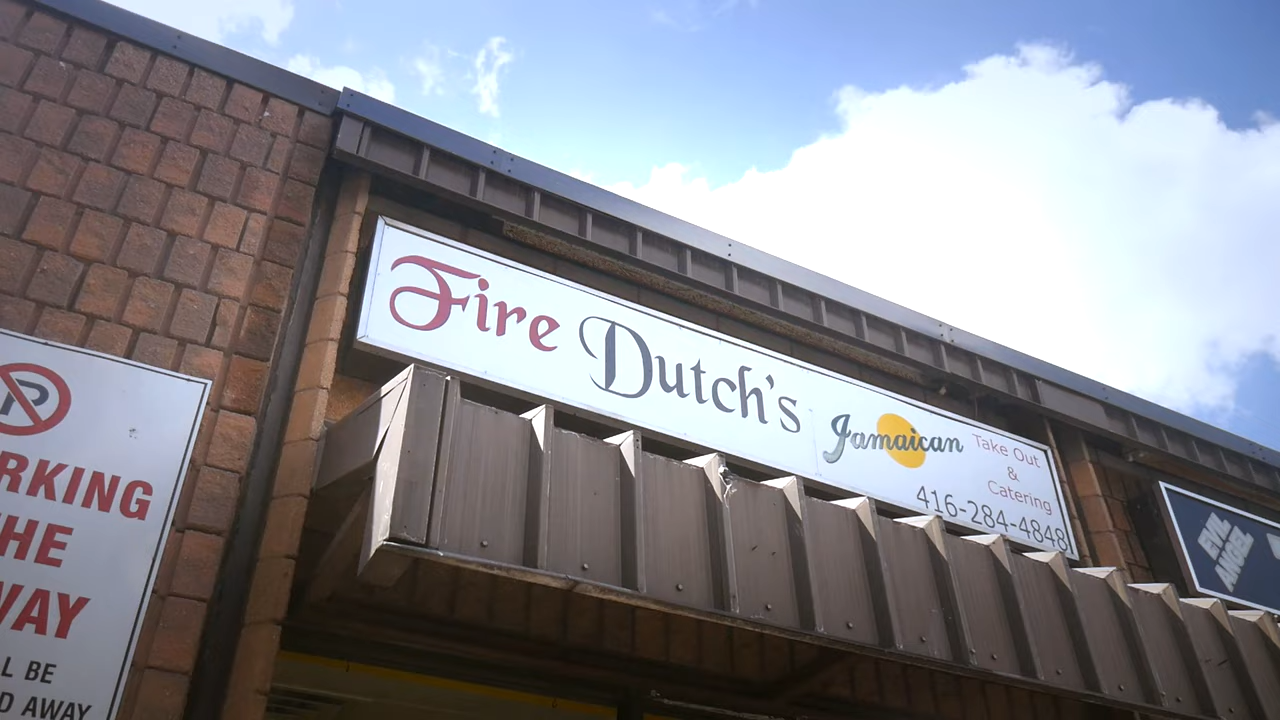 Fire Dutch's
Jamaican
Take Out
&
Catering
416-284-4848
P
RKING
HE
WAY
L BE
D AWAY
EVIL
ANGEL